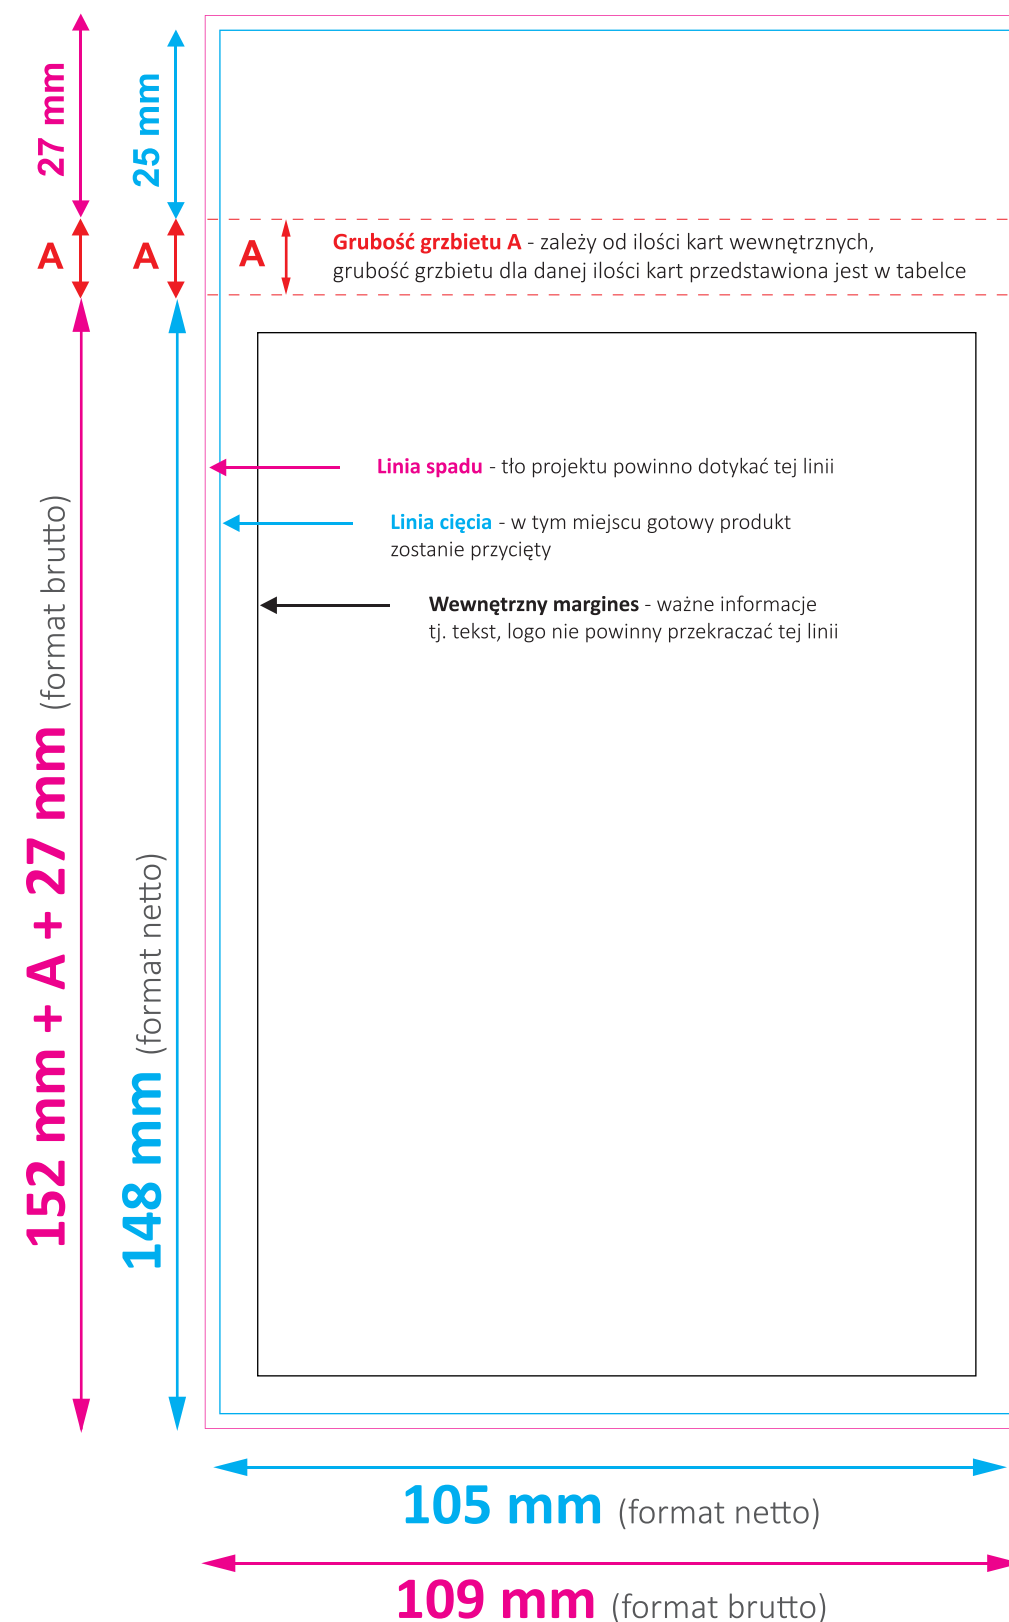 27 mm
25 mm
A
A
A
Grubość grzbietu A - zależy od ilości kart wewnętrznych,
grubość grzbietu dla danej ilości kart przedstawiona jest w tabelce
Linia spadu - tło projektu powinno dotykać tej linii
Linia cięcia - w tym miejscu gotowy produkt
zostanie przycięty
Wewnętrzny margines - ważne informacje
tj. tekst, logo nie powinny przekraczać tej linii
152 mm + A + 27 mm (format brutto)
148 mm (format netto)
105 mm (format netto)
109 mm (format brutto)